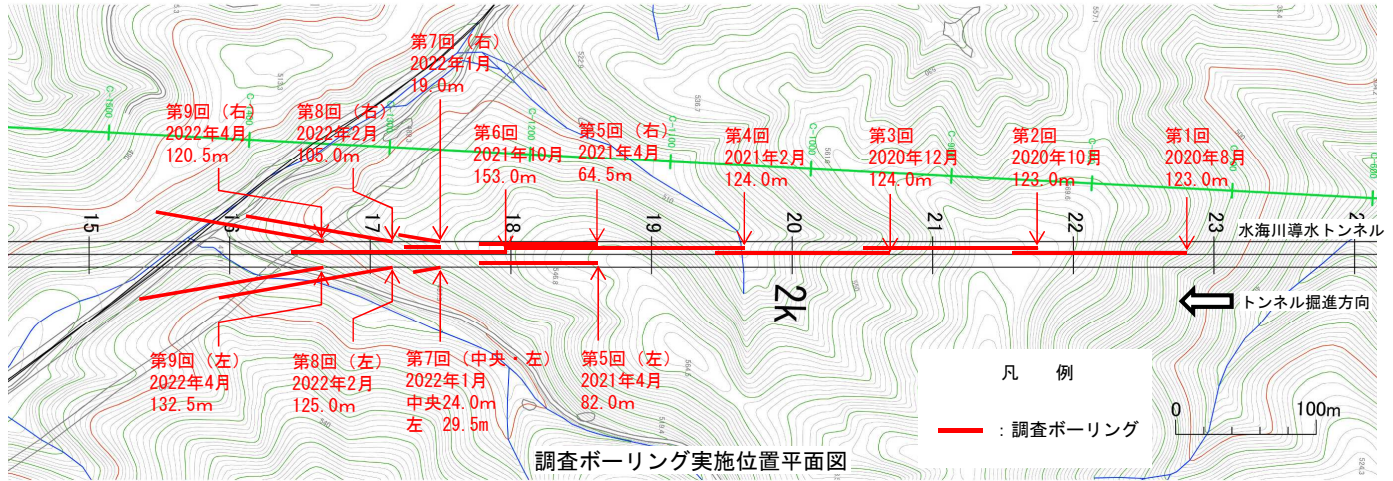 第7回（右）
2022年1月
19.0m
第9回（右）
2022年4月
120.5m
第8回（右）
2022年2月
105.0m
第6回
2021年10月
153.0m
第5回（右）
2021年4月
64.5m
第4回
2021年2月
124.0m
第3回
2020年12月
124.0m
第2回
2020年10月
123.0m
第1回
2020年8月
123.0m
C-1500
C-1200
C-1100
C-1000
15
16
17
18
19
20
21
22
23
水海川導水トンネル
2k
トンネル掘進方向
第9回（左）
2022年4月
132.5m
第8回（左）
2022年2月
125.0m
第7回（中央・左）
2022年1月
中央24.0m
左 29.5m
第5回（左）
2021年4月
82.0m
凡 例
：調査ボーリング
0 100m
調査ボーリング実施位置平面図